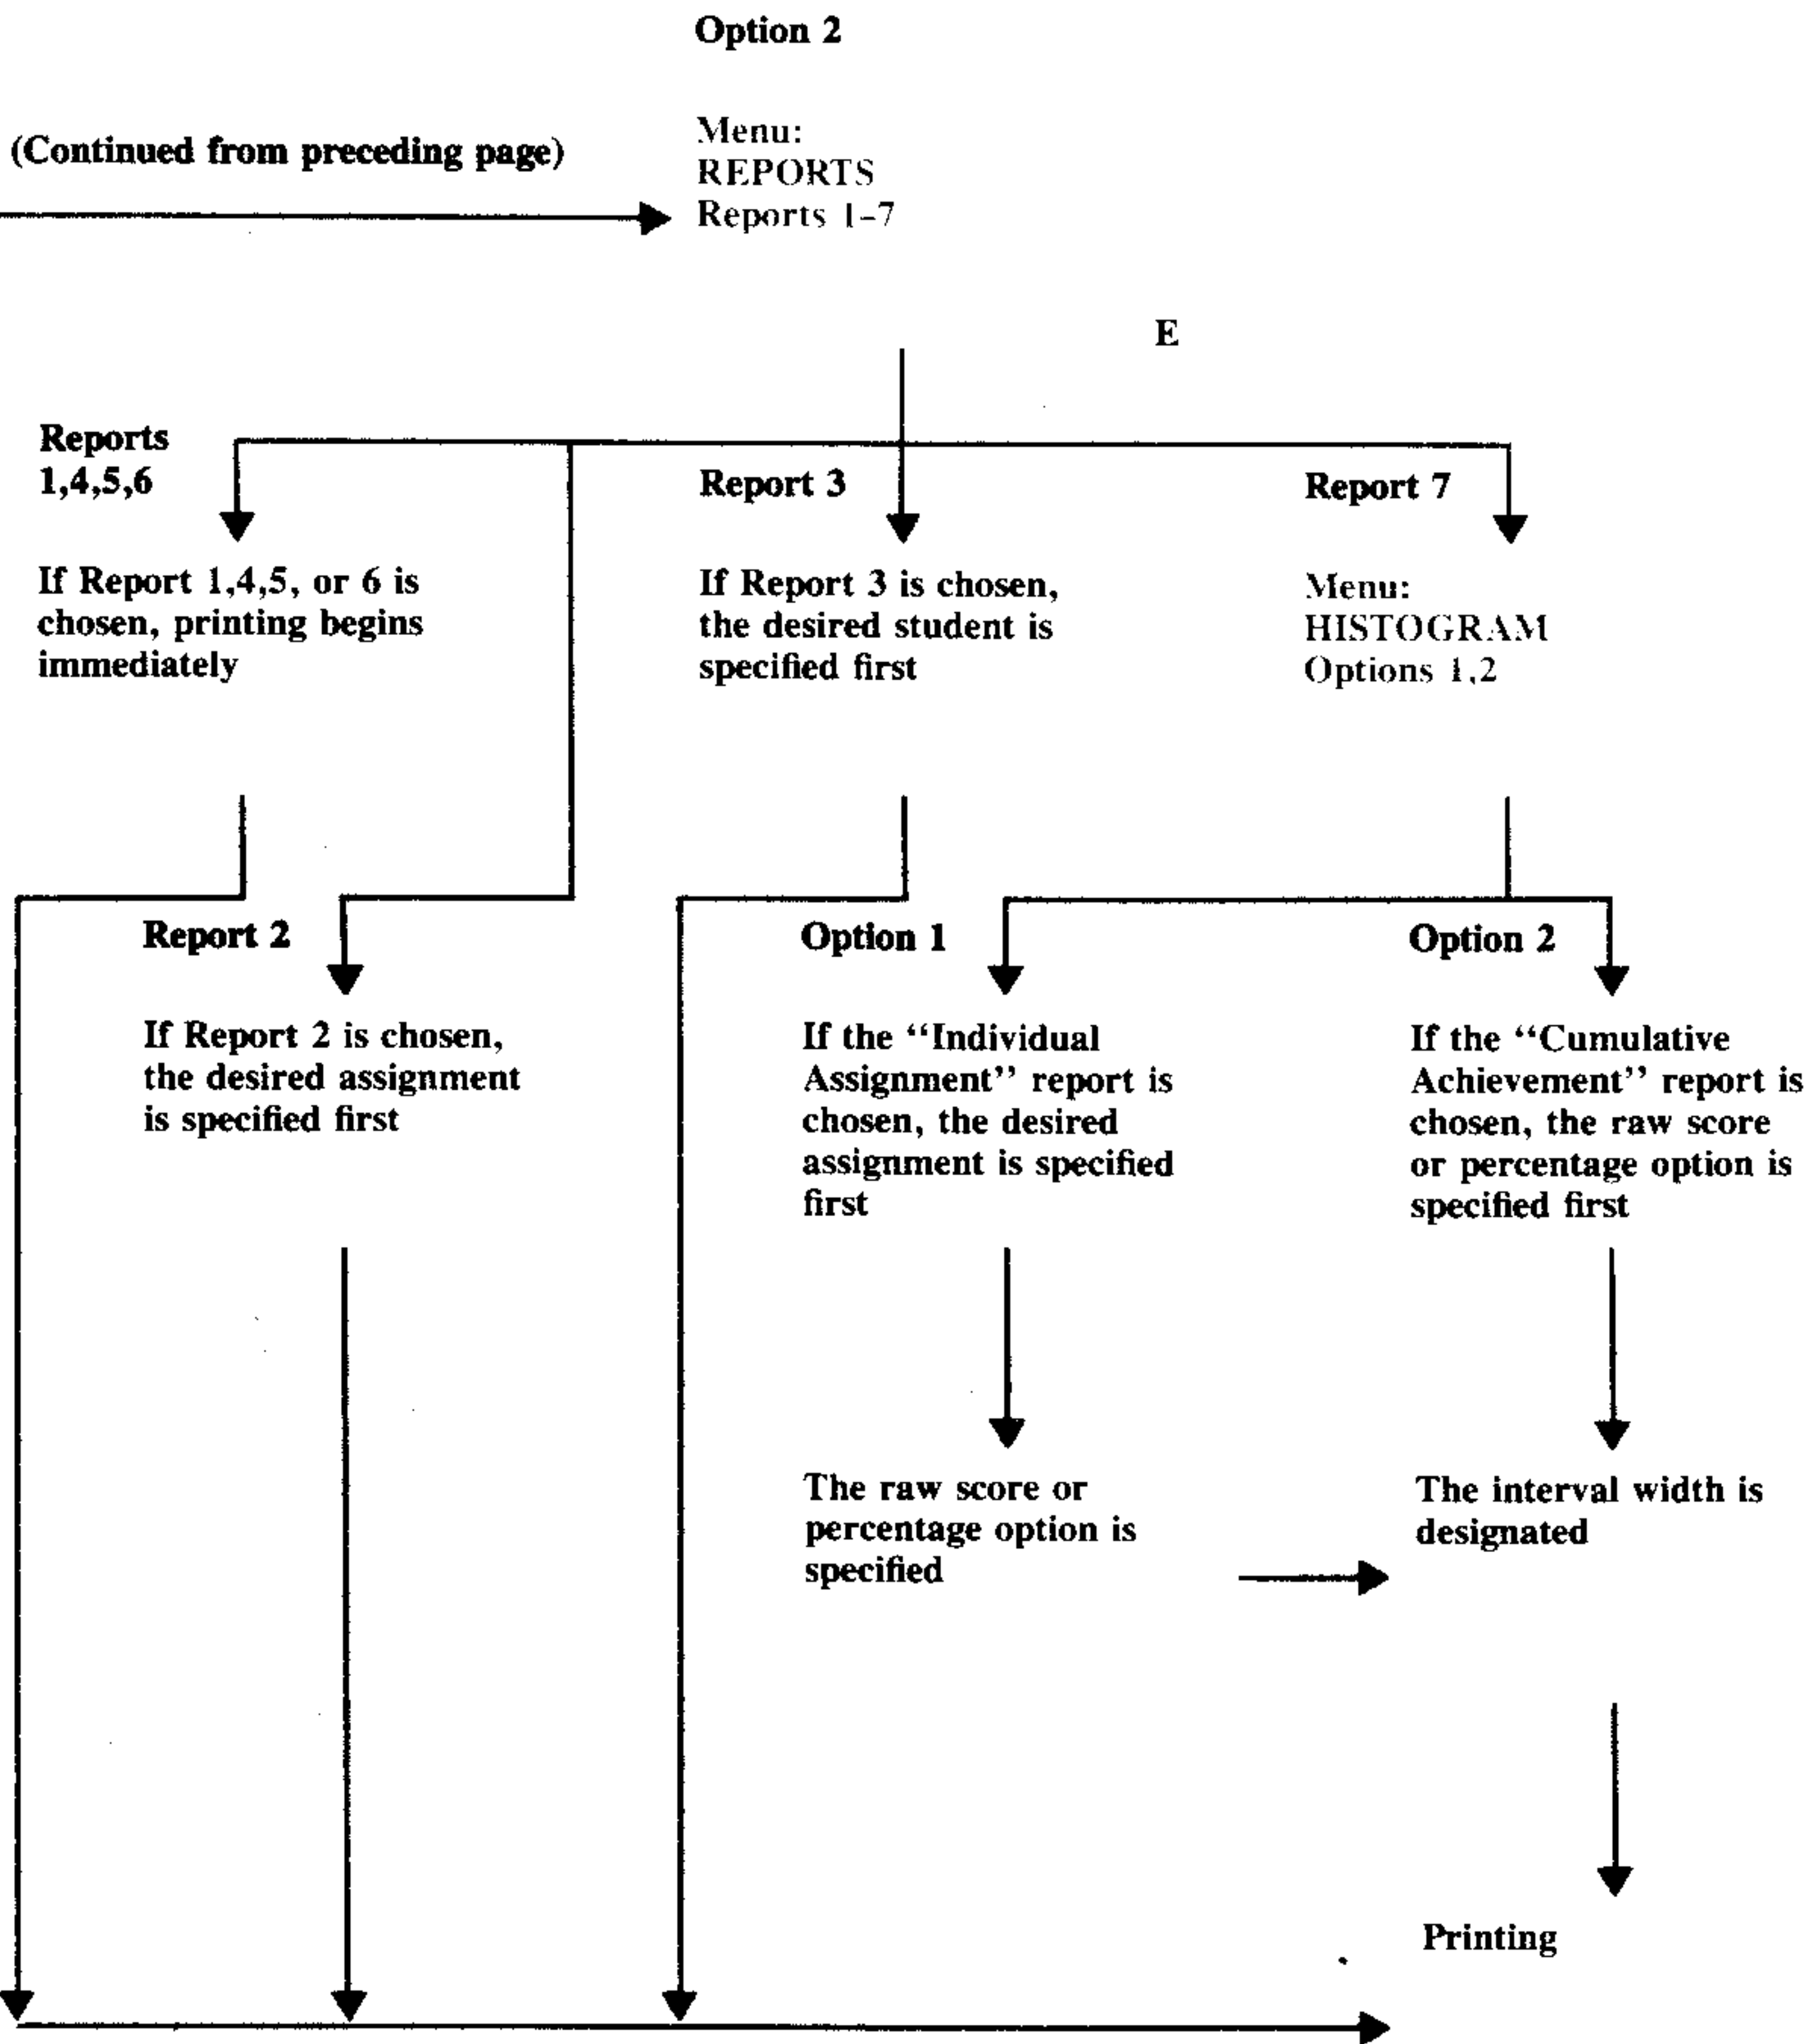 Option 2
(Continued from preceding page)
Menu:
REPORTS
Reports 1–7
E
Reports
1,4,5,6
If Report 1,4,5, or 6 is
chosen, printing begins
immediately
Report 3
If Report 3 is chosen,
the desired student is
specified first
Report 7
Menu:
HISTOGRAM
Options 1,2
Report 2
If Report 2 is chosen,
the desired assignment
is specified first
Option 1
If the “Individual
Assignment” report is
chosen, the desired
assignment is specified
first
Option 2
If the “Cumulative
Achievement” report is
chosen, the raw score
or percentage option is
specified first
The raw score or
percentage option is
specified
The interval width is
designated
Printing